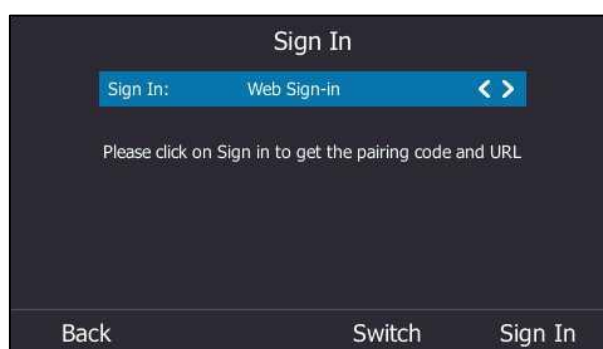 Sign In
Sign In: Web Sign-in
Please click on Sign in to get the pairing code and URL
Back Switch Sign In